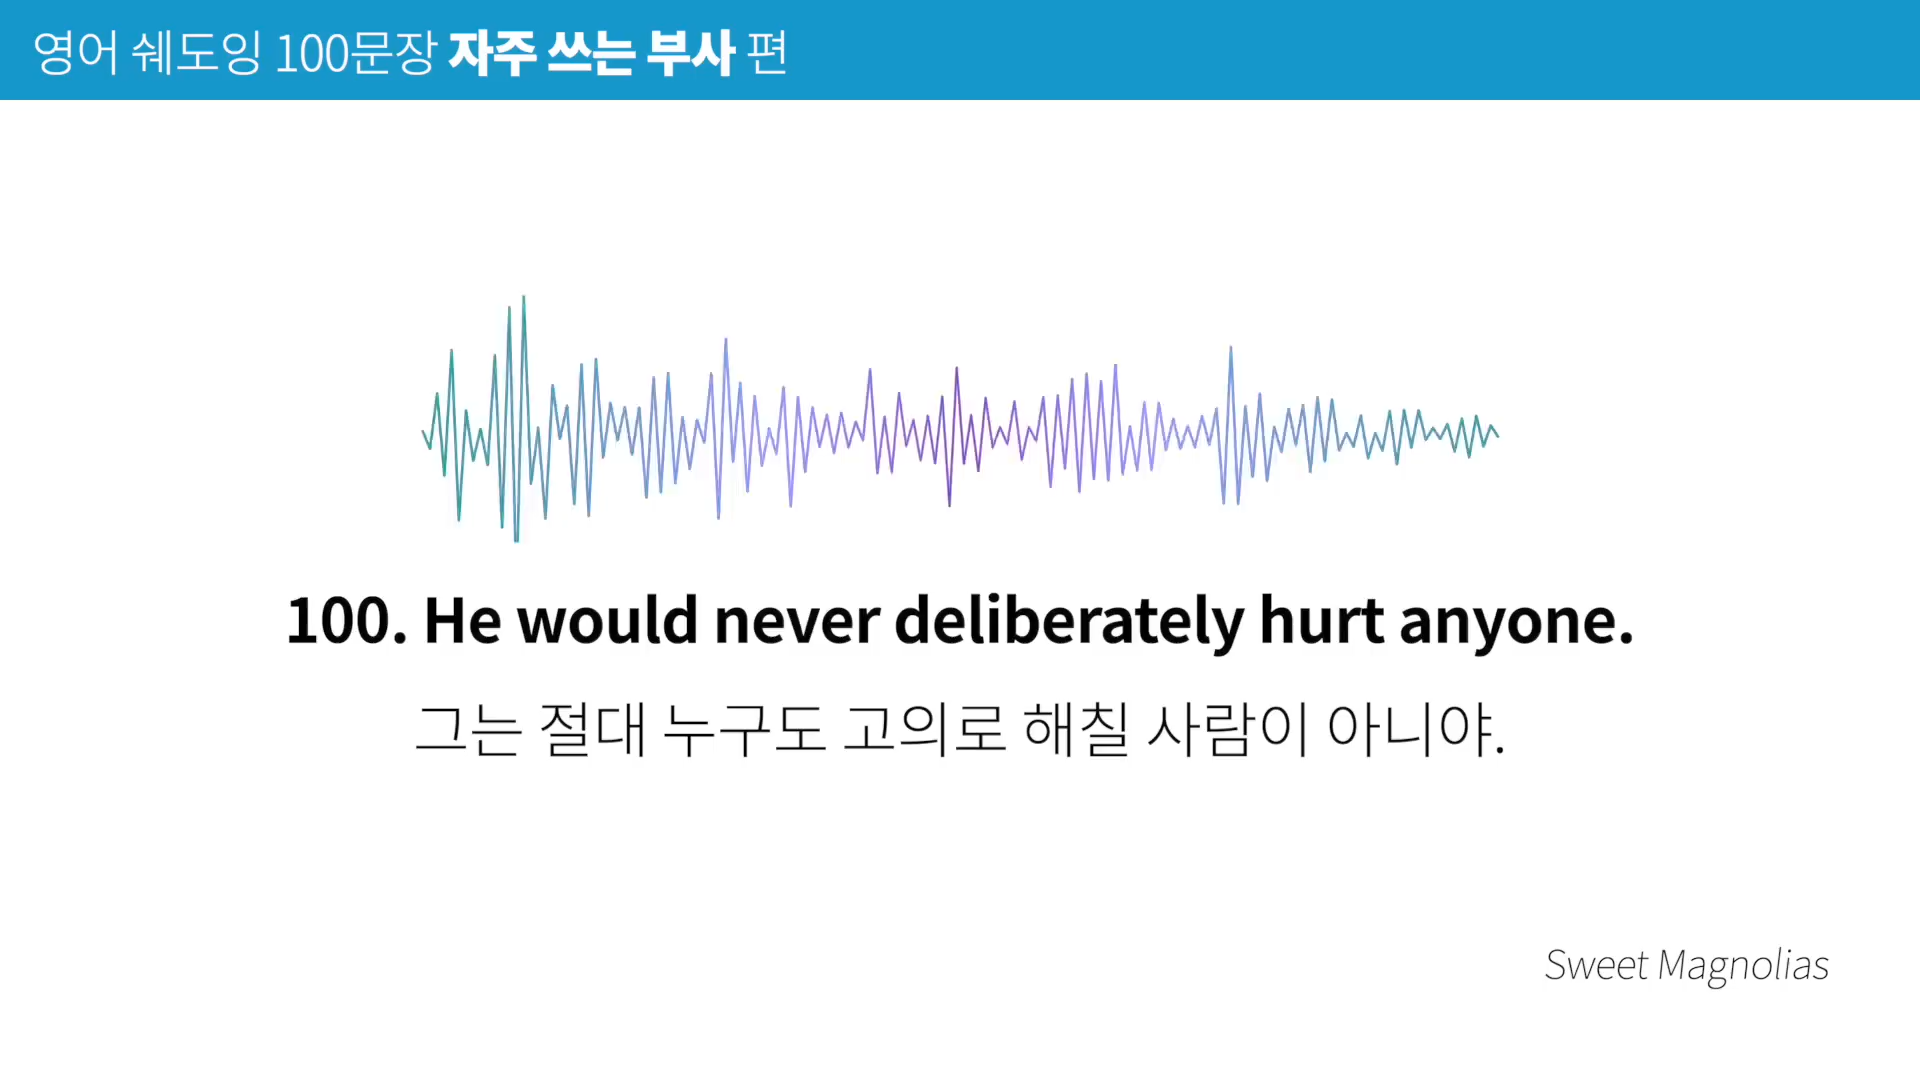 영어 쉐도잉 100문장 자주 쓰는 부사 편
100. He would never deliberately hurt anyone.
그는 절대 누구도 고의로 해칠 사람이 아니야.
Sweet Magnolias